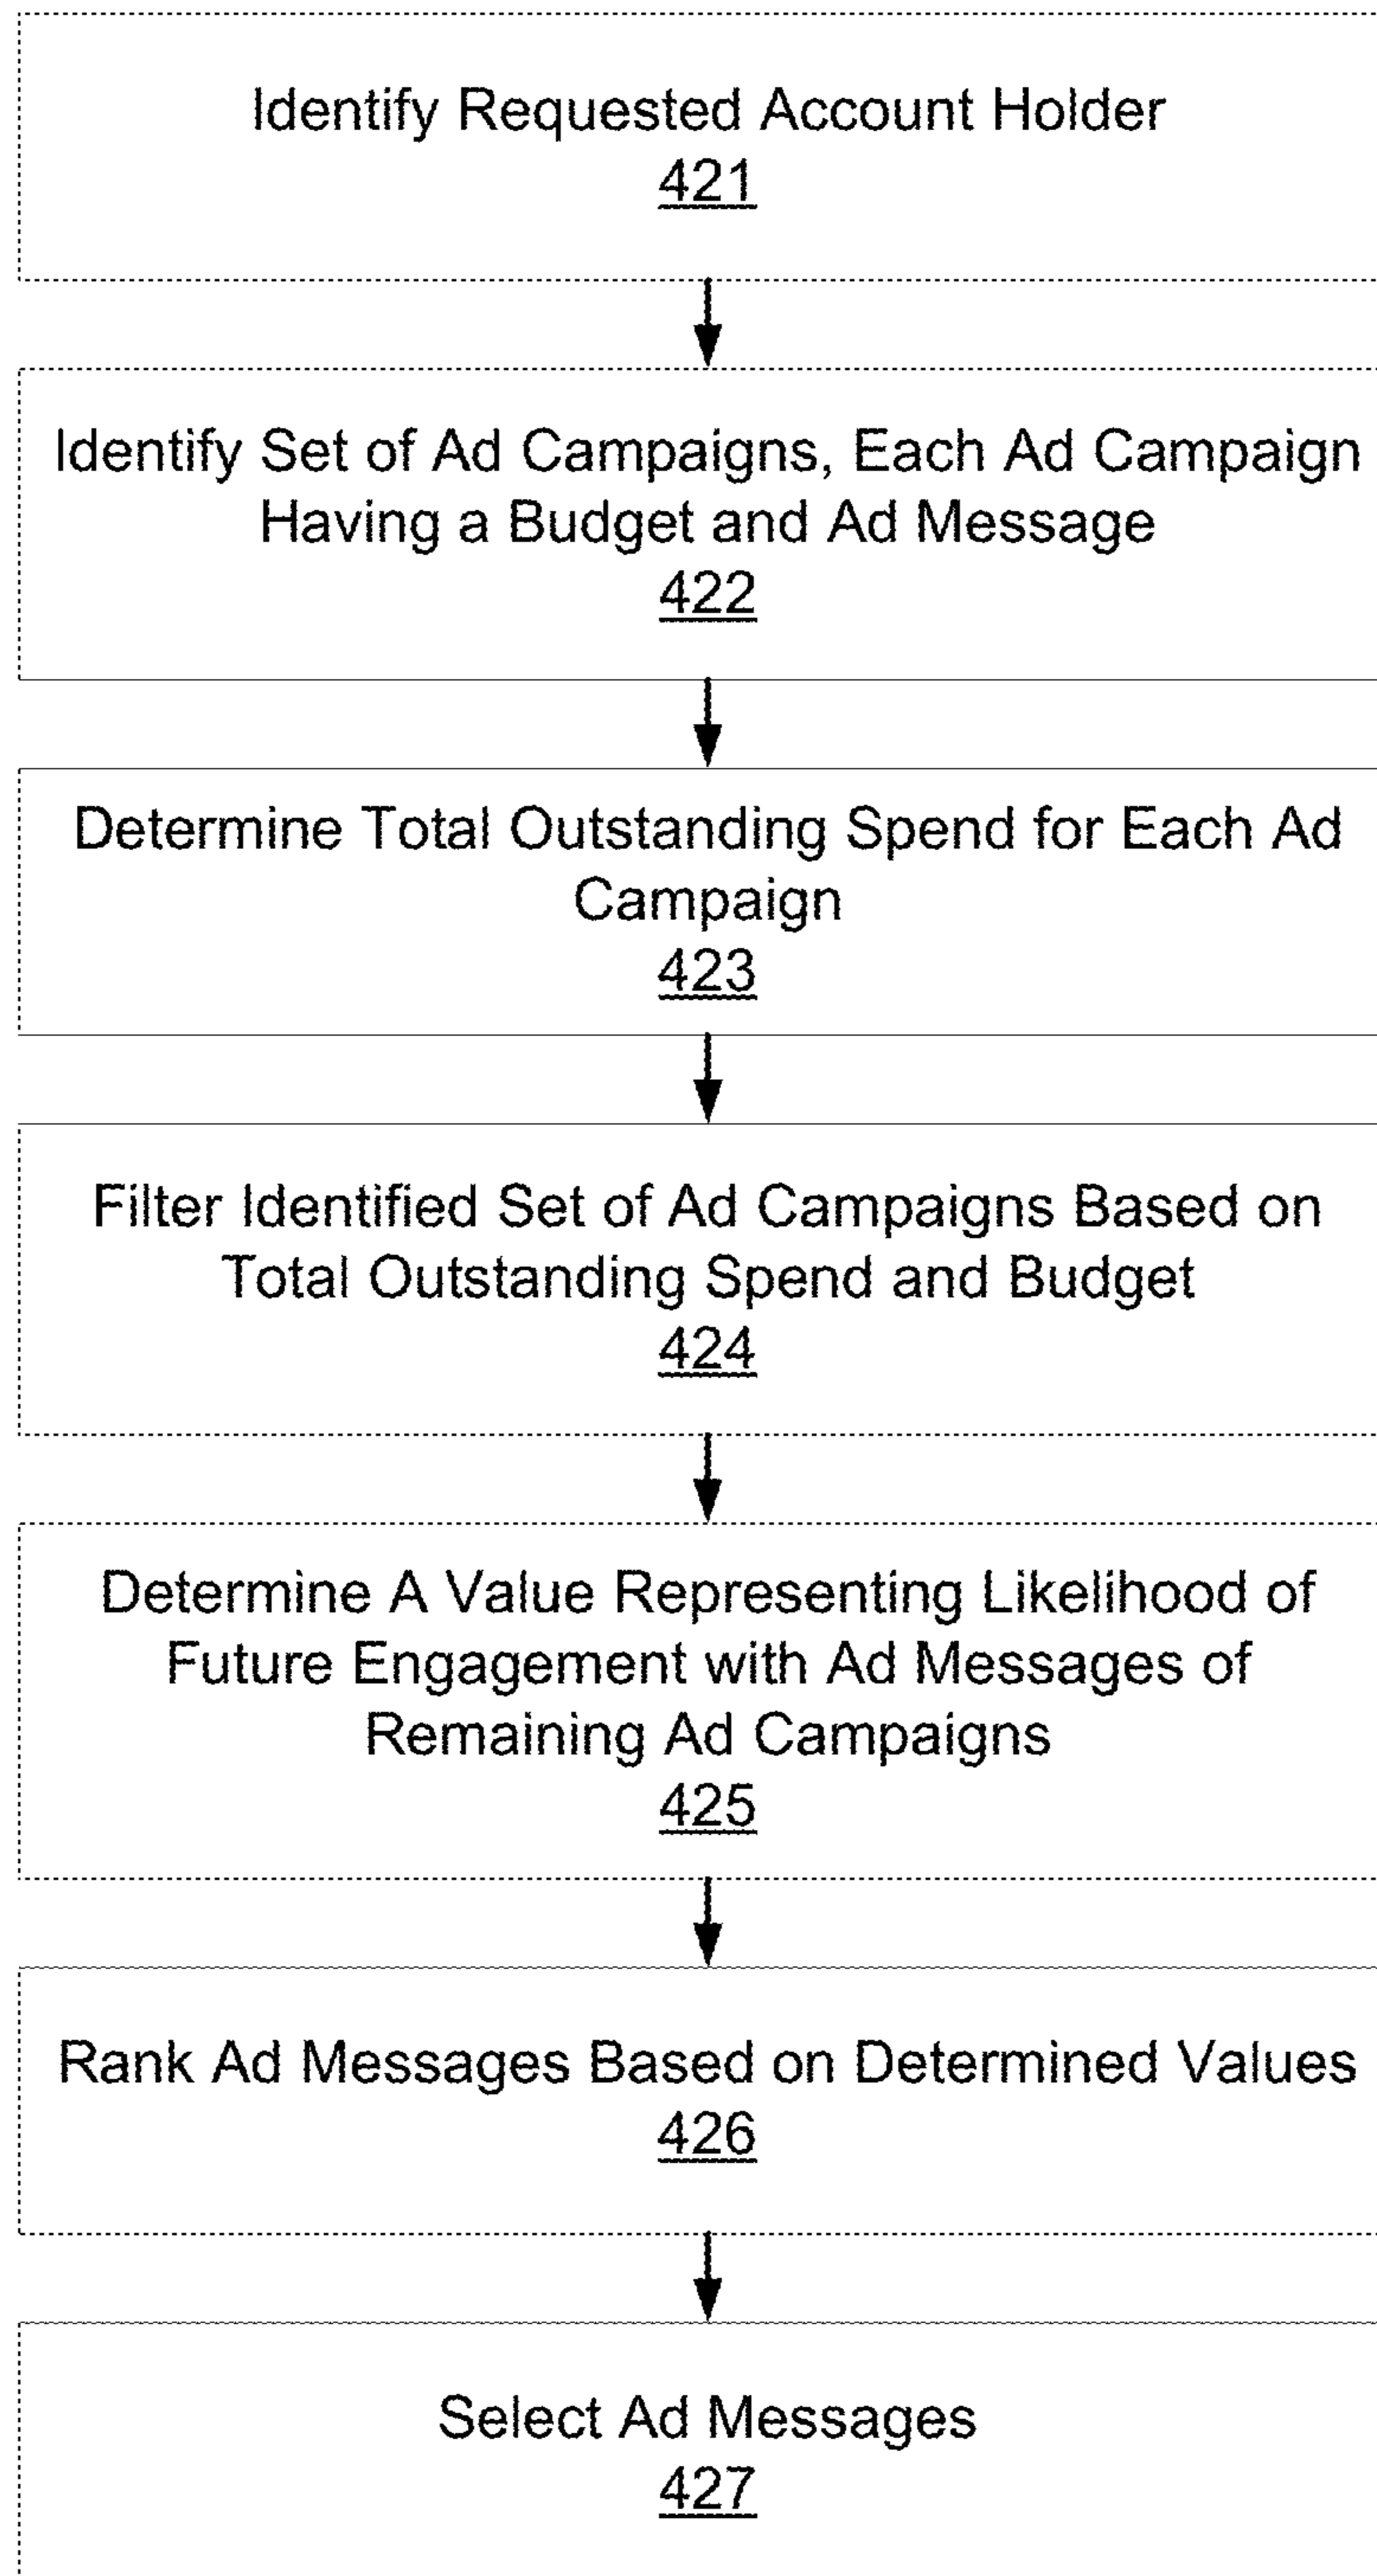 Identify Requested Account Holder
421
Identify Set of Ad Campaigns, Each Ad Campaign
Having a Budget and Ad Message
422
Determine Total Outstanding Spend for Each Ad
Campaign
423
Filter Identified Set of Ad Campaigns Based on
Total Outstanding Spend and Budget
424
Determine A Value Representing Likelihood of
Future Engagement with Ad Messages of
Remaining Ad Campaigns
425
Rank Ad Messages Based on Determined Values
426
Select Ad Messages
427